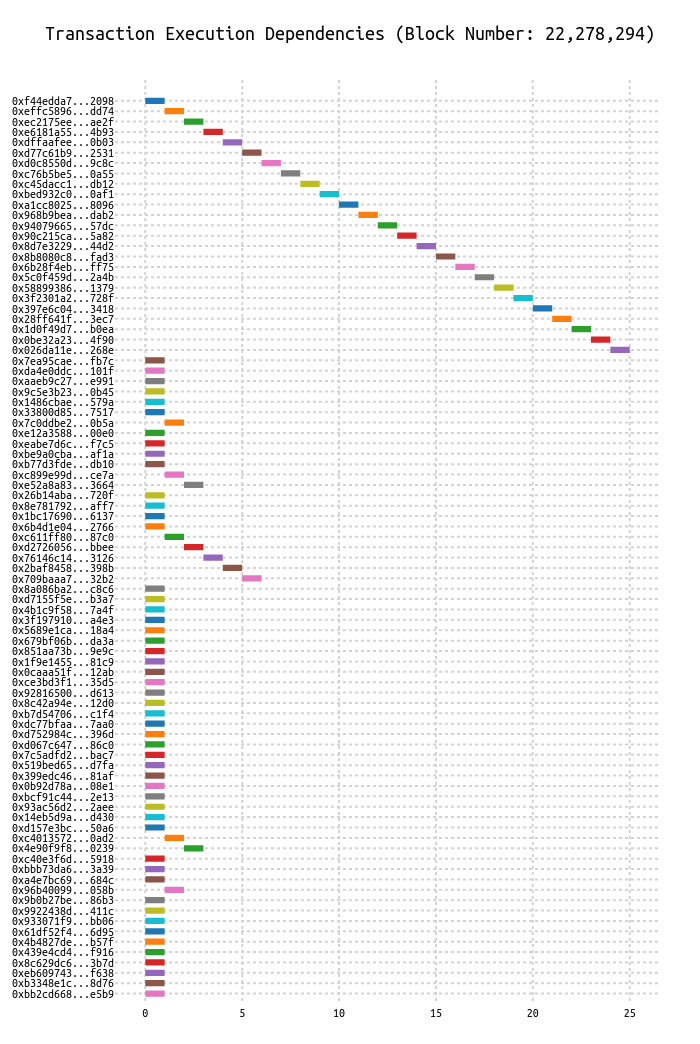 Transaction Execution Dependencies (Block Number: 22,278,294)
0xf44edda7...2098
0xeffc5896...dd74
0xec2175ee...ae2f
0xe6181a55...4b93
0xdffaafee...0b03
0xd77c61b9...2531
0xd0c8550d...9c8c
0xc76b5be5...0a55
0xc45dacc1...db12
0xbed932c0...0af1
0xa1cc8025...8096
0x968b9bea...dab2
0x94079665...57dc
0x90c215ca...5a82
0x8d7e3229...44d2
0x8b8080c8...fad3
0x6b28f4eb...ff75
0x5c0f459d...2a4b
0x58899386...1379
0x3f2301a2...728f
0x397e6c04...3418
0x28ff641f...3ec7
0x1d0f49d7...b0ea
0x0be32a23...4f90
0x026da11e...268e
0x7ea95cae...fb7c
0xda4e0ddc...101f
0xaaeb9c27...e991
0x9c5e3b23...0b45
0x1486cbae...579a
0x33800d85...7517
0x7c0ddbe2...0b5a
0xe12a3588...00e0
0xeabe7d6c...f7c5
0xbe9a0cba...af1a
0xb77d3fde...db10
0xc899e99d...ce7a
0xe52a8a83...3664
0x26b14aba...720f
0x8e781792...aff7
0x1bc17690...6137
0x6b4d1e04...2766
0xc611ff80...87c0
0xd2726056...bbee
0x76146c14...3126
0x2baf8458...398b
0x709baaa7...32b2
0x8a086ba2...c8c6
0xd7155f5e...b3a7
0x4b1c9f58...7a4f
0x3f197910...a4e3
0x5689e1ca...18a4
0x679bf06b...da3a
0x851aa73b...9e9c
0x1f9e1455...81c9
0x0caaa51f...12ab
0xce3bd3f1...35d5
0x92816500...d613
0x8c42a94e...12d0
0xb7d54706...c1f4
0xdc77bfaa...7aa0
0xd752984c...396d
0xd067c647...86c0
0x7c5adfd2...bac7
0x519bed65...d7fa
0x399edc46...81af
0x0b92d78a...08e1
0xbcf91c44...2e13
0x93ac56d2...2aee
0x14eb5d9a...d430
0xd157e3bc...50a6
0xc4013572...0ad2
0x4e90f9f8...0239
0xc40e3f6d...5918
0xbbb73da6...3a39
0xa4e7bc69...684c
0x96b40099...058b
0x9b0b27be...86b3
0x9922438d...411c
0x933071f9...bb06
0x61df52f4...6d95
0x4b4827de...b57f
0x439e4cd4...f916
0x8c629dc6...3b7d
0xeb609743...f638
0xb3348e1c...8d76
0xbb2cd668...e5b9
0 5 10 15 20 25